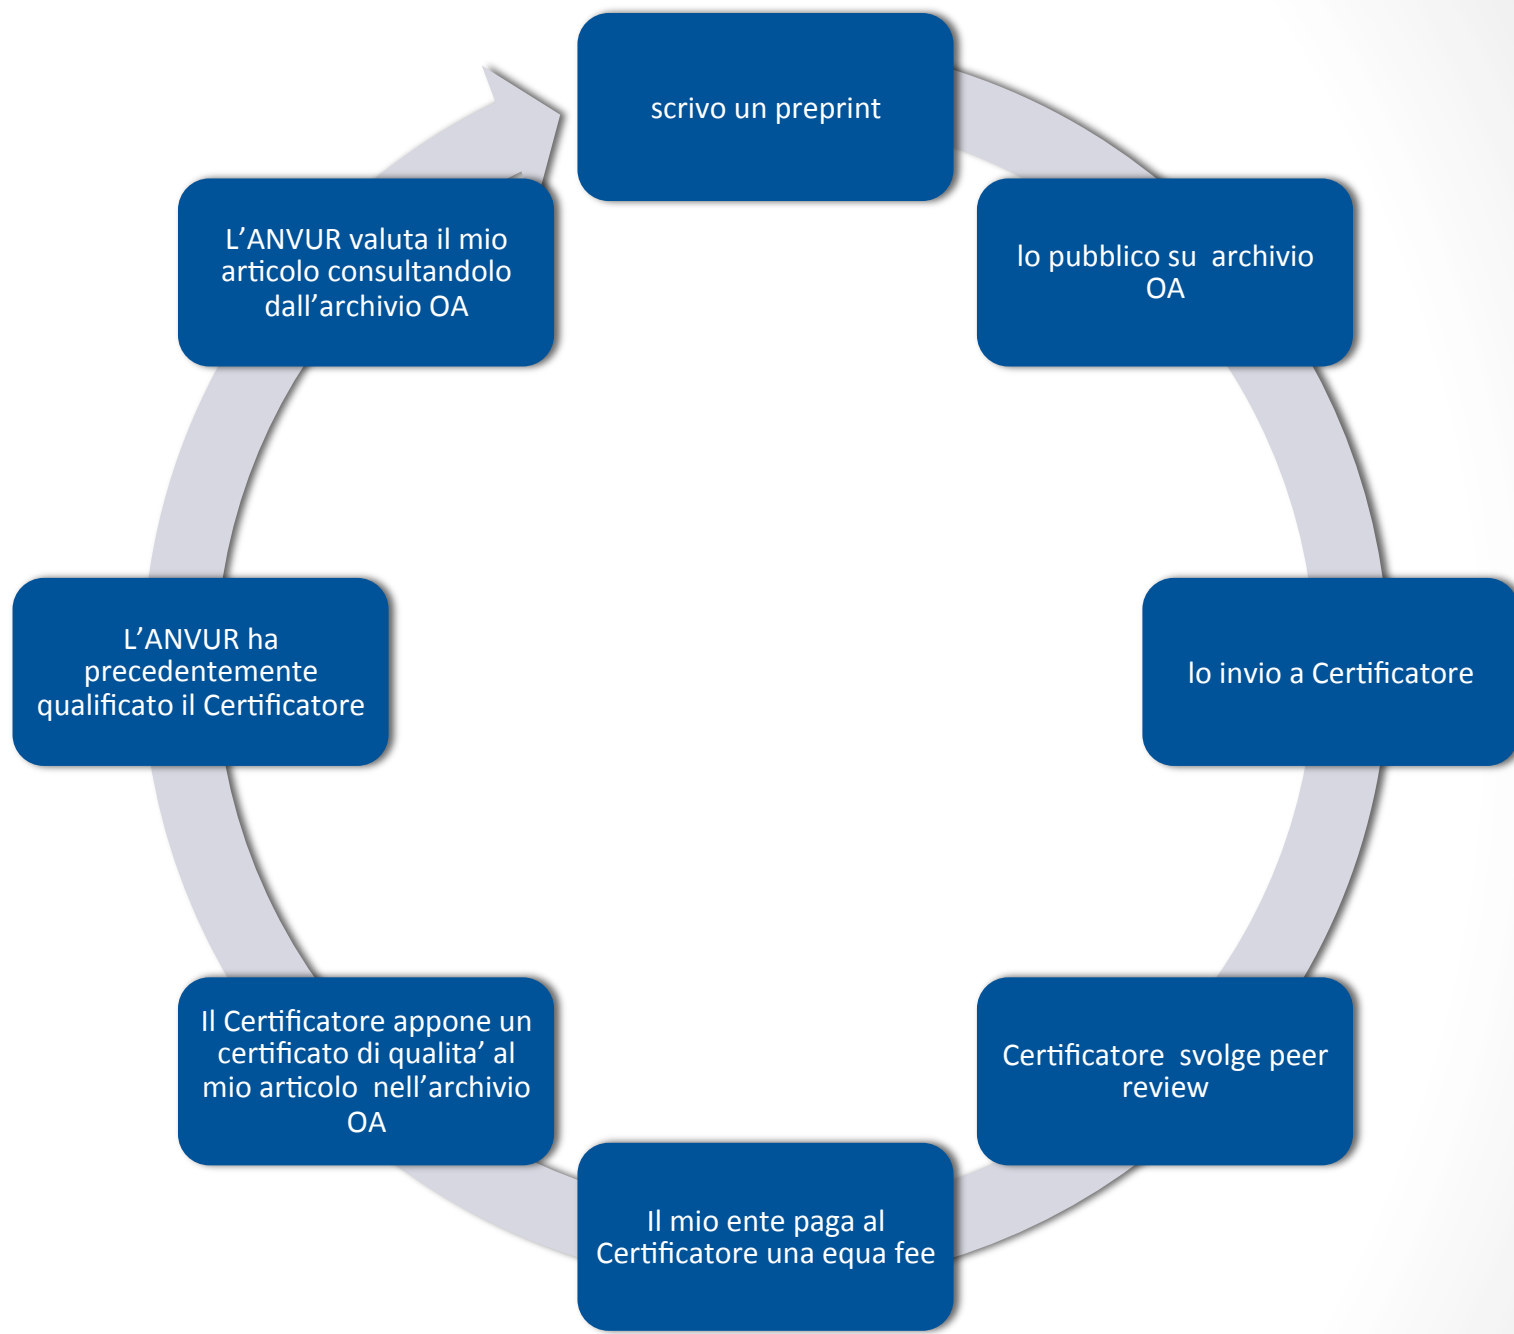 scrivo un preprint
lo pubblico su  archivio
OA
lo invio a Certificatore
Certificatore  svolge peer
review
Il mio ente paga al
Certificatore una equa fee
Il Certificatore appone un
certificato di qualita’ al
mio articolo  nell’archivio
OA
L’ANVUR ha
precedentemente
qualificato il Certificatore
L’ANVUR valuta il mio
articolo consultandolo
dall’archivio OA